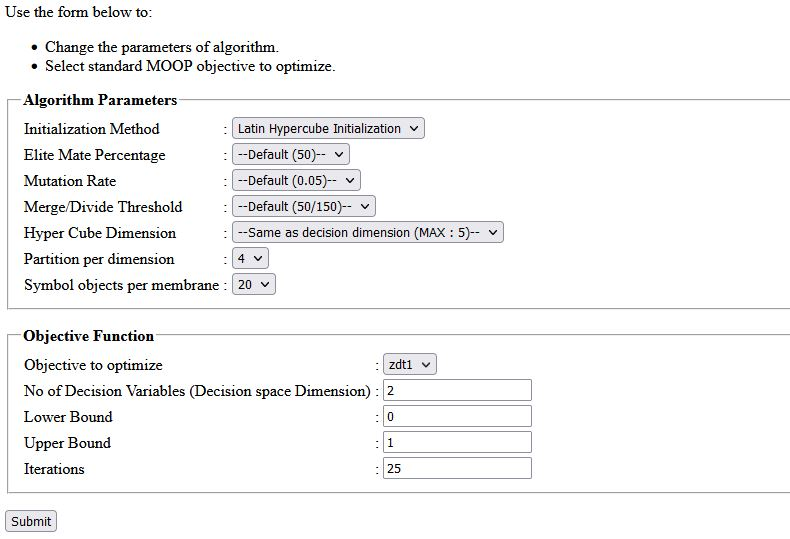 Use the form below to:
• Change the parameters of algorithm.
• Select standard MOOP objective to optimize.
Algorithm Parameters
Initialization Method : Latin Hypercube Initialization
Elite Mate Percentage : --Default (50)--
Mutation Rate : --Default (0.05)--
Merge/Divide Threshold : --Default (50/150)--
Hyper Cube Dimension : --Same as decision dimension (MAX : 5)--
Partition per dimension : 4
Symbol objects per membrane : 20
Objective Function
Objective to optimize : zdt1
No of Decision Variables (Decision space Dimension) : 2
Lower Bound : 0
Upper Bound : 1
Iterations : 25
Submit